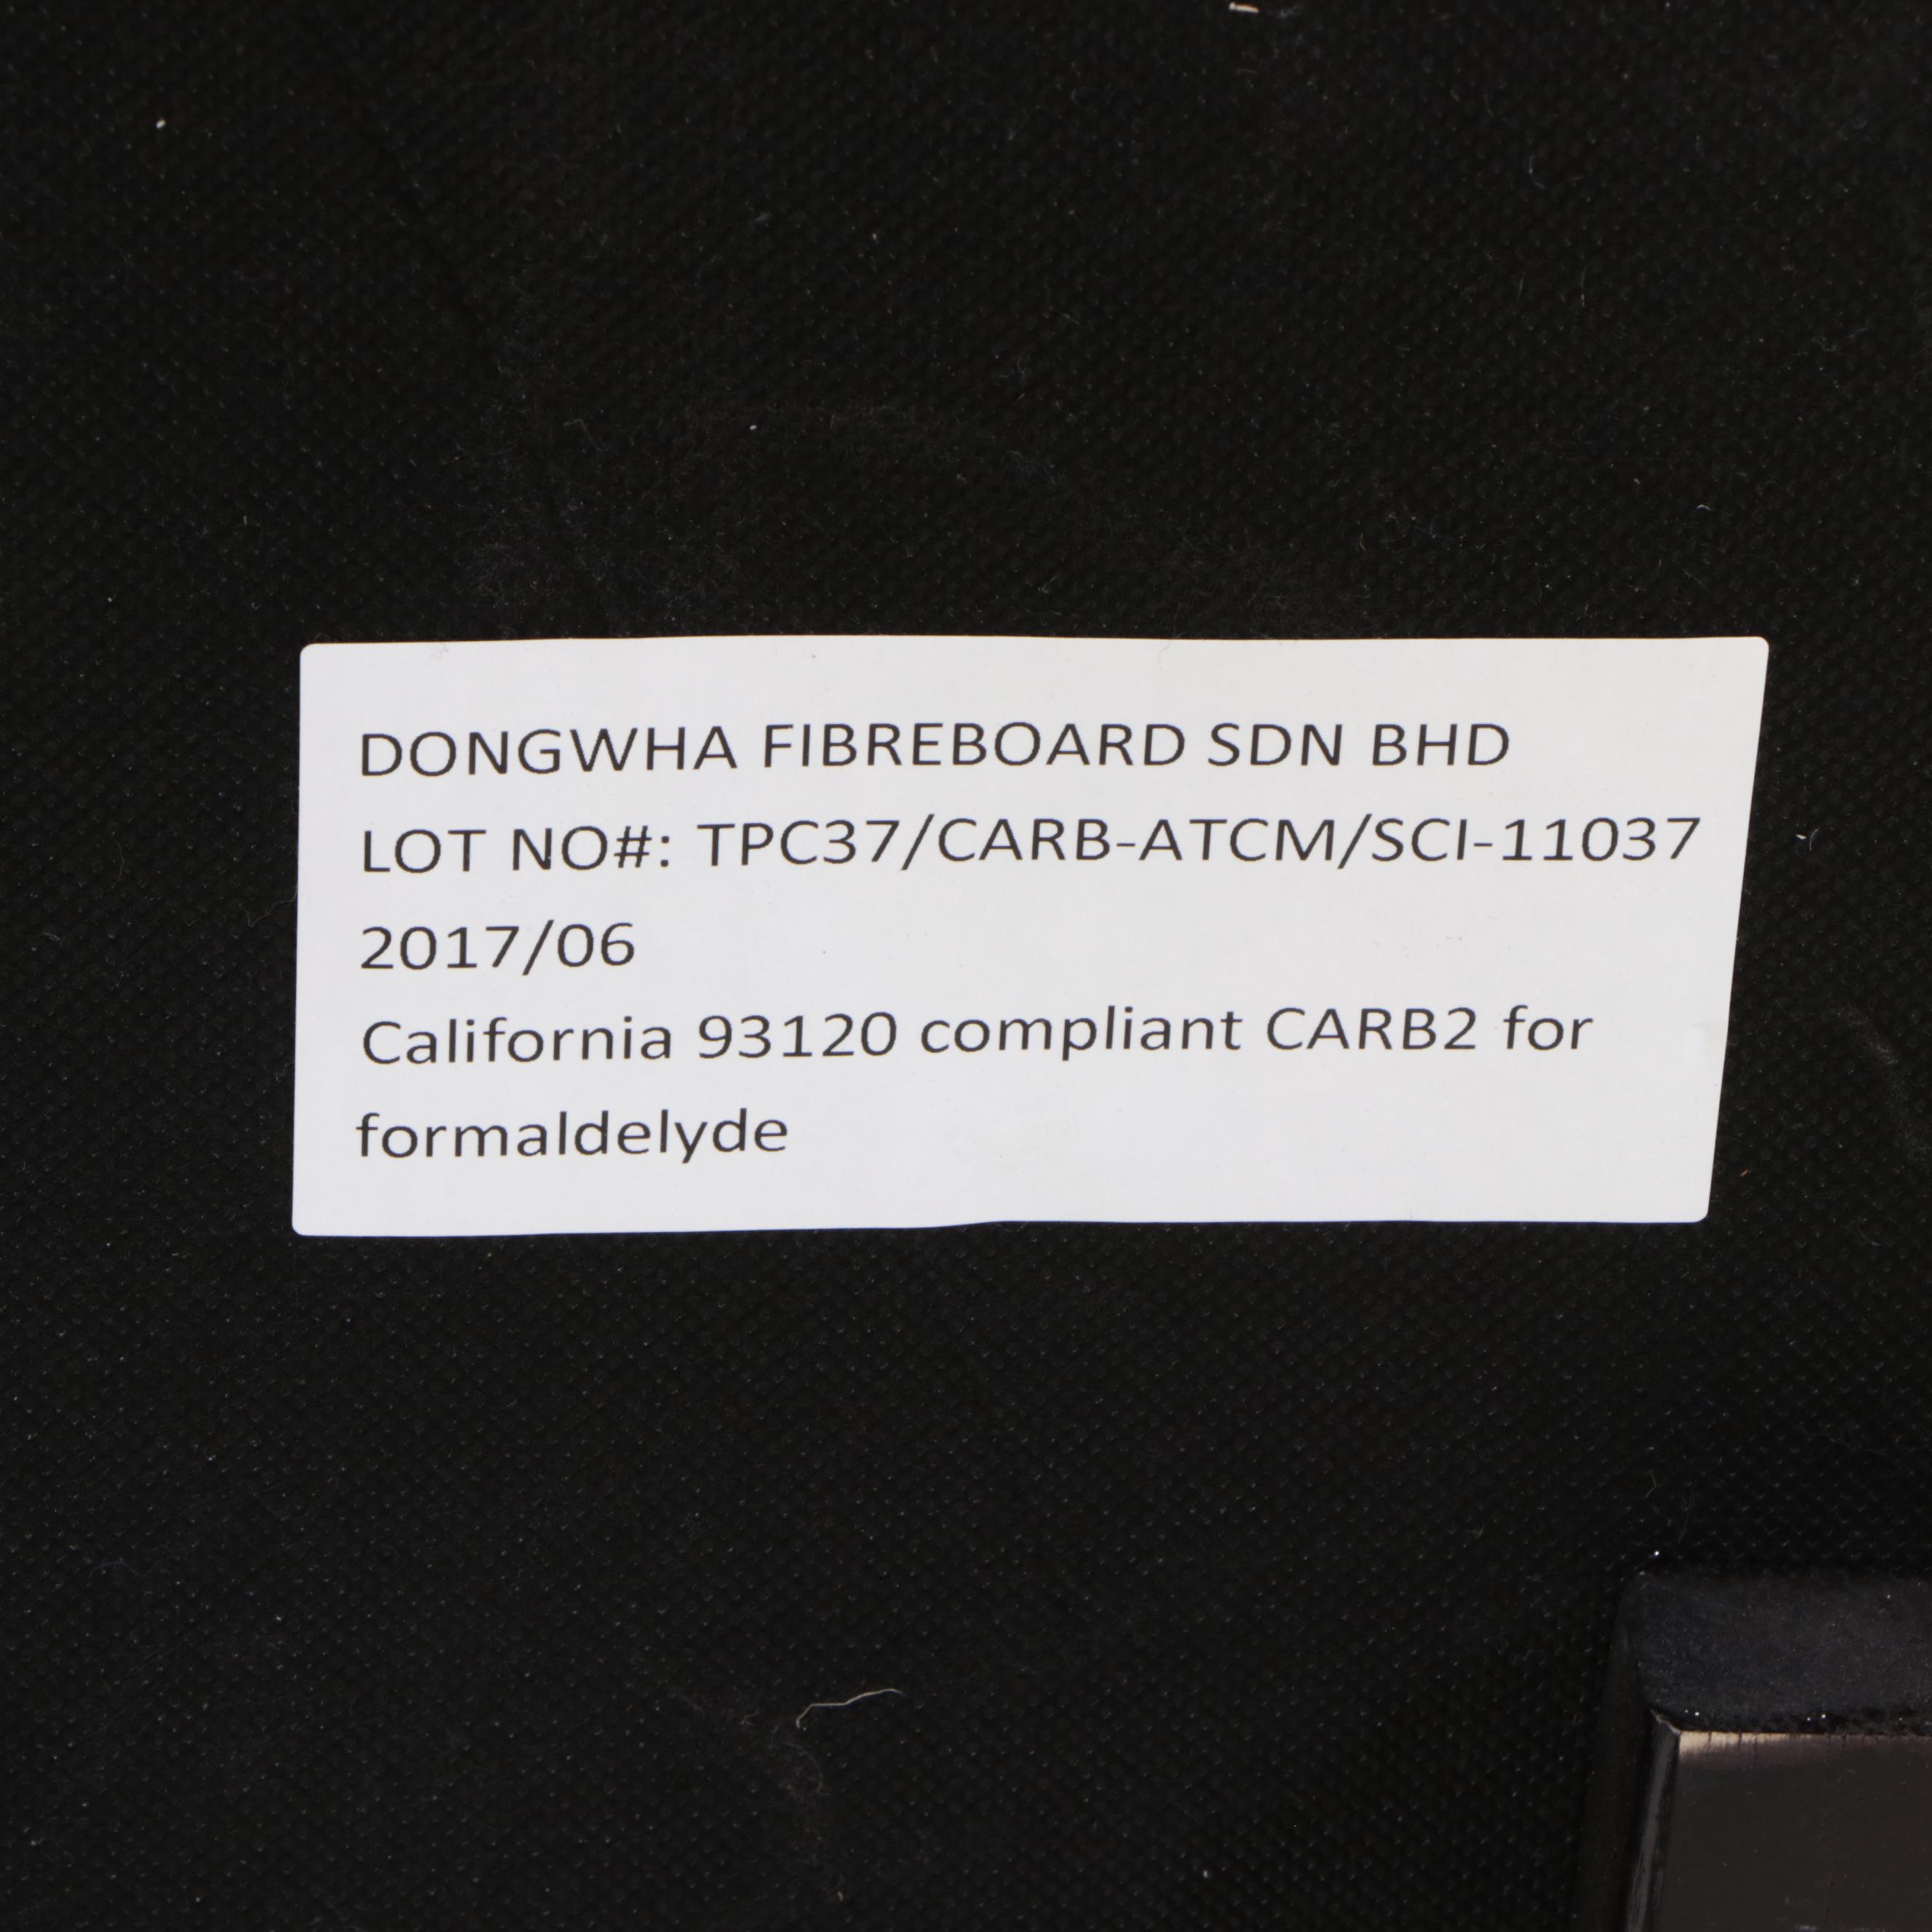 DONGWHA FIBREBOARD SDN BHD
LOT NO#: TPC37/CARB-ATCM/SCI-11037
2017/06
California 93120 compliant CARB2 for
formaldelyde